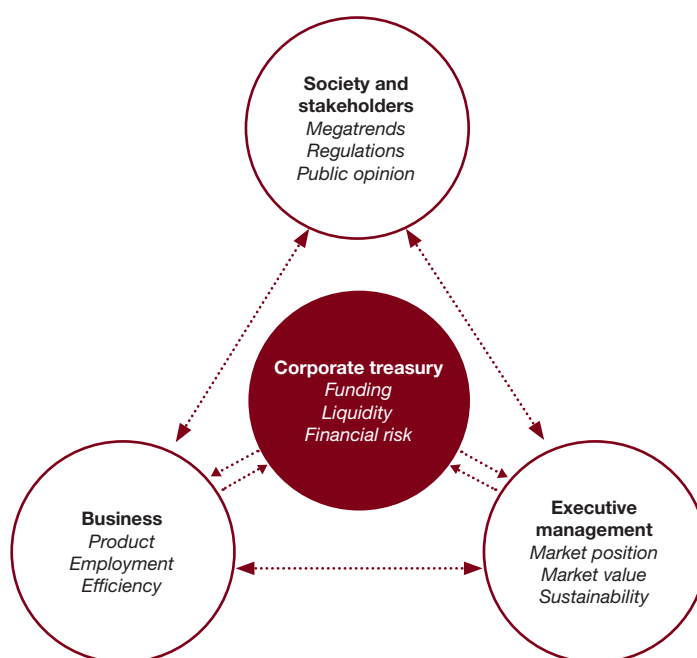 Society and
stakeholders
Megatrends
Regulations
Public opinion
Corporate treasury
Funding
Liquidity
Financial risk
Business
Product
Employment
Efficiency
Executive
management
Market position
Market value
Sustainability